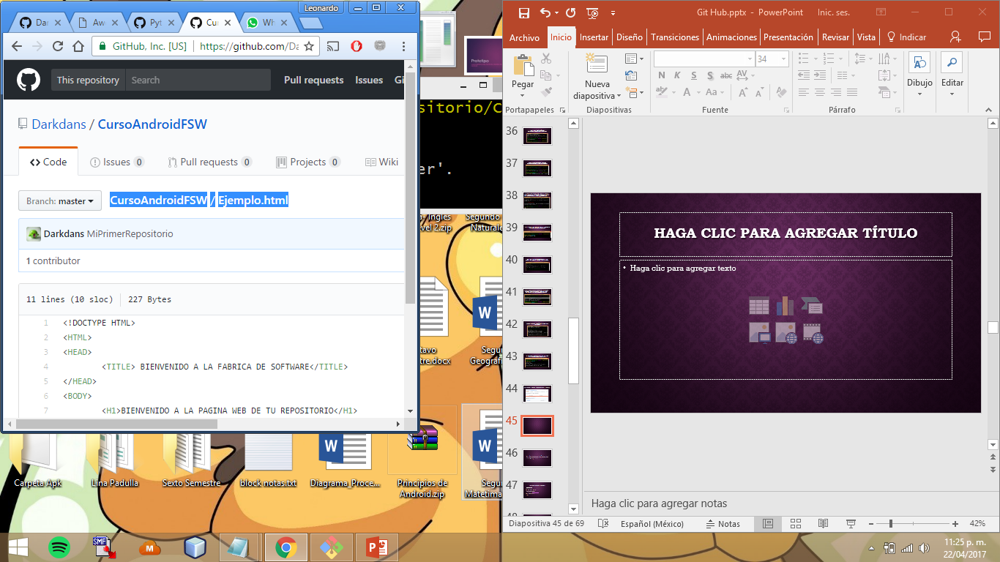 Leonardo
Da
Awe
Pyt
Cu
Wh
GitHub, Inc. [US]
https://github.com/Da
This repository
Search
Pull requests
Issues
Darkdans / CursoAndroidFSW
Code
Issues 0
Pull requests 0
Projects 0
Wiki
Branch: master
CursoAndroidFSW / Ejemplo.html
Darkdans MiPrimerRepositorio
1 contributor
11 lines (10 sloc)
227 Bytes
1 <!DOCTYPE HTML>
2 <HTML>
3 <HEAD>
4 <TITLE> BIENVENIDO A LA FABRICA DE SOFTWARE</TITLE>
5 </HEAD>
6 <BODY>
7 <H1>BIENVENIDO A LA PAGINA WEB DE TU REPOSITORIO</H1>
Prototipo
sitorio/C
er'.
a- Ingles
vel 2.zip
Segundo
Naturale
tavo
tre.docx
Segu
Geográf
Carpeta Apk
Lina Padulla
Sexto Semestre
block notas.txt
Diagrama_Proce...
Principios de
Android.zip
Segu
Matetima
SMF
Git Hub.pptx - PowerPoint
Inic. ses.
Archivo
Inicio
Insertar
Diseño
Transiciones
Animaciones
Presentación
Revisar
Vista
Indicar
Pegar
Nueva
diapositiva
34
N K S S abc AV
A Aa A A
Dibujo
Editar
Portapapeles
Diapositivas
Fuente
Párrafo
36
37
38
39
40
41
42
43
44
45
46
47
HAGA CLIC PARA AGREGAR TÍTULO
• Haga clic para agregar texto
Haga clic para agregar notas
Diapositiva 45 de 69
Español (México)
Notas
42%
11:25 p. m.
22/04/2017